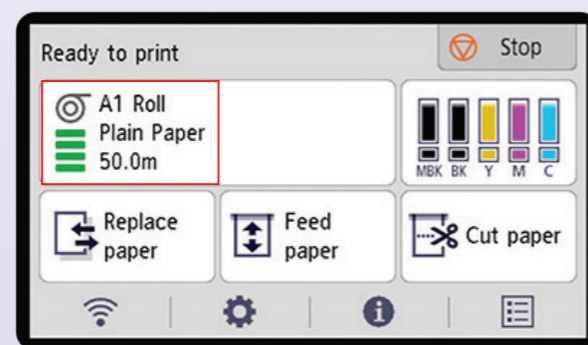 Ready to print
Stop
A1 Roll
Plain Paper
50.0m
MBK BK Y M C
Replace
paper
Feed
paper
Cut paper